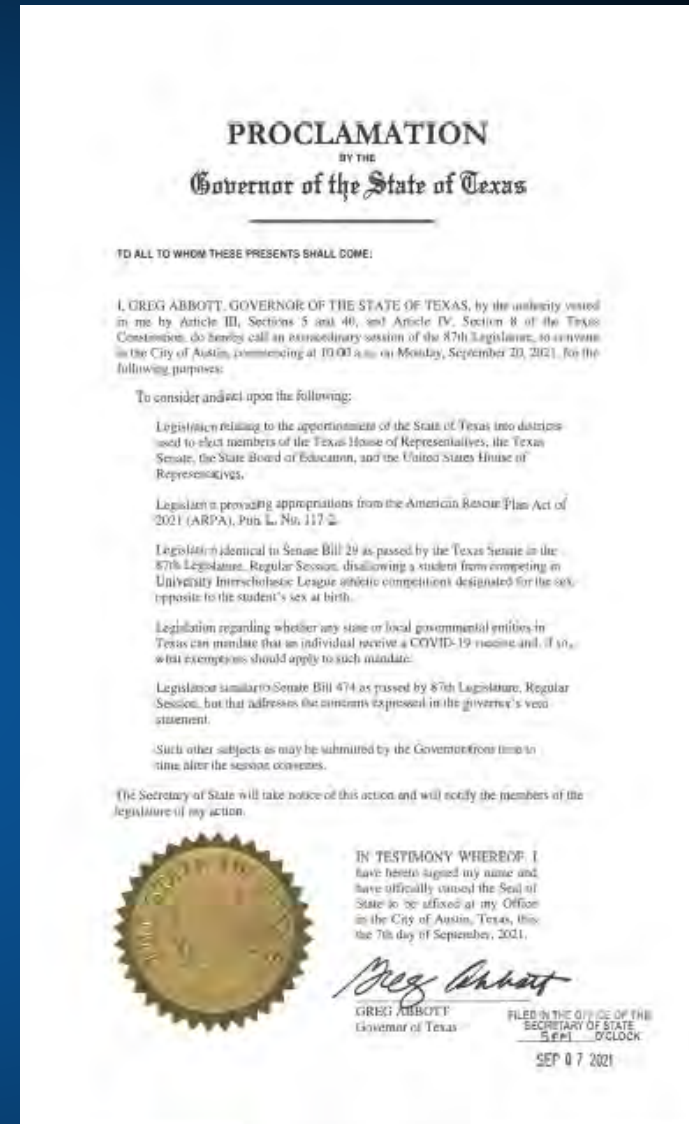 PROCLAMATION
BY THE
Governor of the State of Texas
TO ALL TO WHOM THESE PRESENTS SHALL COME:
I, GREG ABBOTT, GOVERNOR OF THE STATE OF TEXAS, by the authority vested
in me by Article III, Sections 5 and 40, and Article IV, Section 8 of the Texas
Constitution, do hereby call an extraordinary session of the 87th Legislature, to convene
in the City of Austin, commencing at 10:00 a.m. on Monday, September 20, 2021, for the
following purposes:
To consider and act upon the following:
Legislation relating to the apportionment of the State of Texas into districts
used to elect members of the Texas House of Representatives, the Texas
Senate, the State Board of Education, and the United States House of
Representatives.
Legislation providing appropriations from the American Rescue Plan Act of
2021 (ARPA), Pub. L. No. 117-2.
Legislation identical to Senate Bill 29 as passed by the Texas Senate in the
87th Legislature, Regular Session, disallowing a student from competing in
University Interscholastic League athletic competitions designated for the sex
opposite to the student's sex at birth.
Legislation regarding whether any state or local governmental entities in
Texas can mandate that an individual receive a COVID-19 vaccine and, if so,
what exemptions should apply to such mandate.
Legislation similar to Senate Bill 474 as passed by 87th Legislature, Regular
Session, but that addresses the concerns expressed in the governor's veto
statement.
Such other subjects as may be submitted by the Governor from time to
time after the session convenes.
The Secretary of State will take notice of this action and will notify the members of the
legislature of my action.
IN TESTIMONY WHEREOF, I
have hereto signed my name and
have officially caused the Seal of
State to be affixed at my Office
in the City of Austin, Texas, this
the 7th day of September, 2021.
Greg Abbott
GREG ABBOTT
Governor of Texas
FILED IN THE OFFICE OF THE
SECRETARY OF STATE
5 PM O'CLOCK
SEP 07 2021